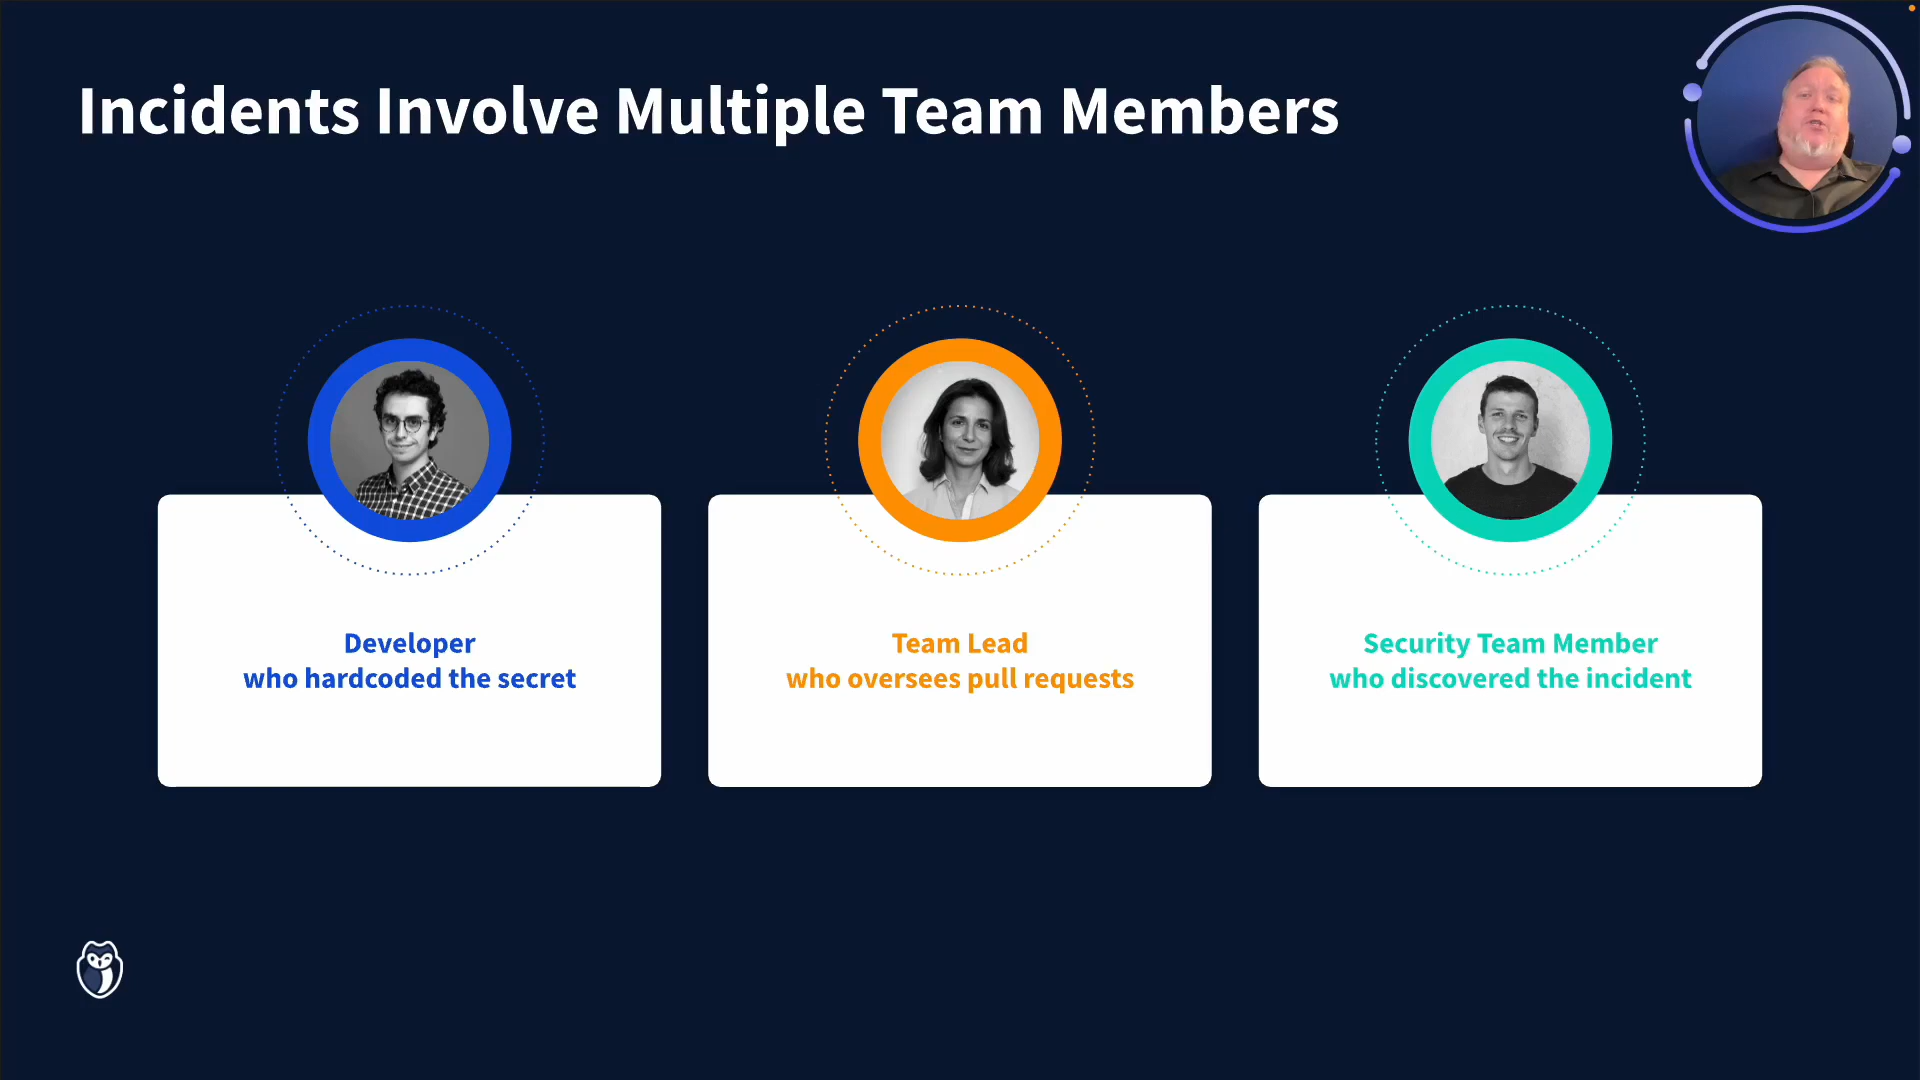 Incidents Involve Multiple Team Members
Developer
who hardcoded the secret
Team Lead
who oversees pull requests
Security Team Member
who discovered the incident